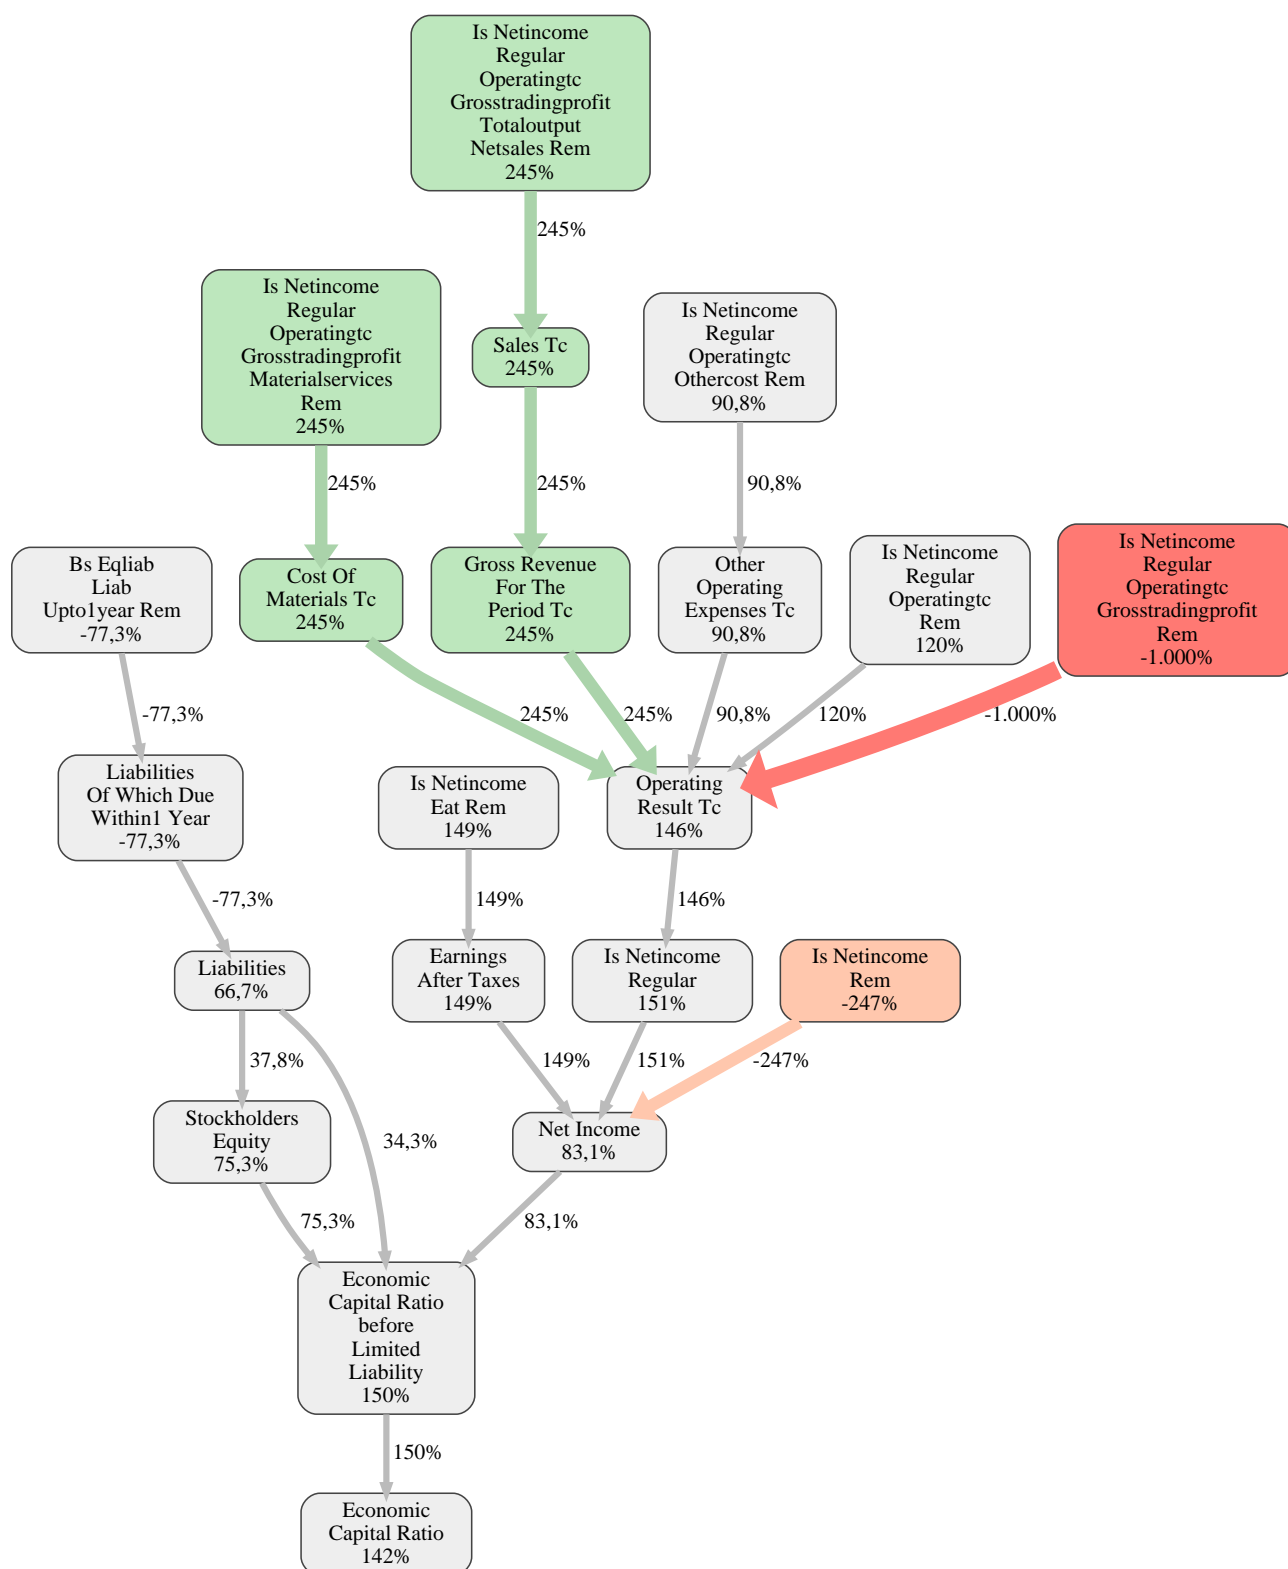 Is Netincome
Regular
Operatingtc
Grosstradingprofit
Totaloutput
Netsales Rem
245%
245%
Is Netincome
Regular
Operatingtc
Grosstradingprofit
Materialservices
Rem
245%
Sales Tc
245%
Is Netincome
Regular
Operatingtc
Othercost Rem
90,8%
245%
245%
90,8%
Bs Eqliab
Liab
Upto1year Rem
-77,3%
Cost Of
Materials Tc
245%
Gross Revenue
For The
Period Tc
245%
Other
Operating
Expenses Tc
90,8%
Is Netincome
Regular
Operatingtc
Rem
120%
Is Netincome
Regular
Operatingtc
Grosstradingprofit
Rem
-1.000%
-77,3%
245%
245%
90,8%
120%
-1.000%
Liabilities
Of Which Due
Within1 Year
-77,3%
Is Netincome
Eat Rem
149%
Operating
Result Tc
146%
-77,3%
149%
146%
Liabilities
66,7%
Earnings
After Taxes
149%
Is Netincome
Regular
151%
Is Netincome
Rem
-247%
37,8%
34,3%
149%
151%
-247%
Stockholders
Equity
75,3%
Net Income
83,1%
75,3%
83,1%
Economic
Capital Ratio
before
Limited
Liability
150%
150%
Economic
Capital Ratio
142%